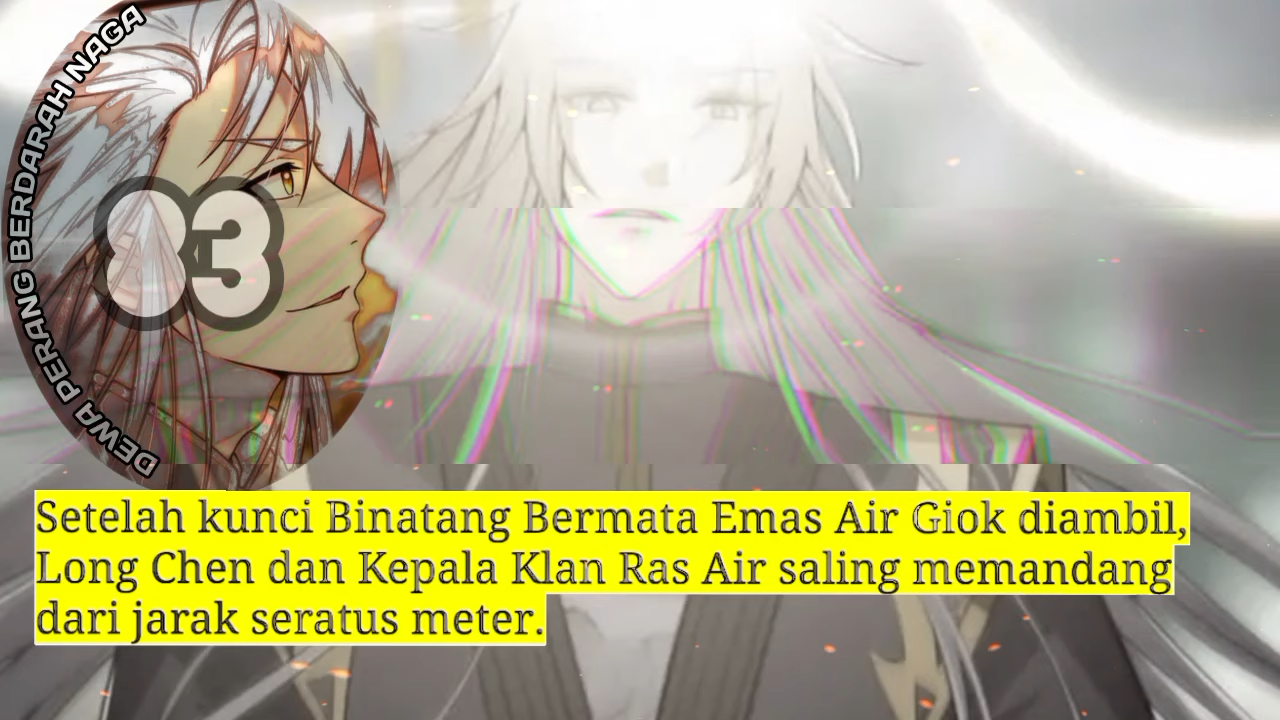 DEWA PERANG BERDARAH NAGA
83
Setelah kunci Binatang Bermata Emas Air Giok diambil,
Long Chen dan Kepala Klan Ras Air saling memandang
dari jarak seratus meter.